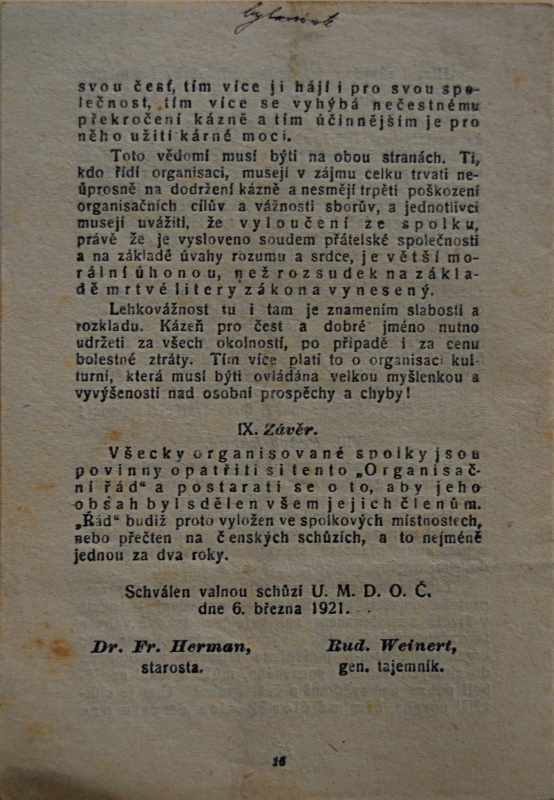 svou česť, tím více ji hájí i pro svou spo-
lečnost, tím více se vyhýbá nečestnému
překročení kázně a tím účinnějším je pro
něho užití kárné moci.
Toto vědomí musí býti na obou stranách. Ti,
kdo řídí organisaci, musejí v zájmu celku trvati ne-
úprosně na dodržení kázně a nesmějí trpěti poškození
organisačních cílův a vážnosti sborův, a jednotlivci
musejí uvážiti, že vyloučení ze spolku,
právě že je vysloveno soudem přátelské společnosti
a na základě úvahy rozumu a srdce, je větší mo-
rální úhonou, než rozsudek na zákla-
dě mrtvé litery zákona vynesený.
Lehkovážnost tu i tam je znamením slabosti a
rozkladu. Kázeň pro čest a dobré jméno nutno
udržeti za všech okolností, po případě i za cenu
bolestné ztráty. Tím více platí to o organisaci kul-
turní, která musí býti ovládána velkou myšlenkou a
vyvýšeností nad osobní prospěchy a chyby!
IX. Závěr.
Všecky organisované spolky jsou
povinny opatřiti si tento „Organisač-
ní řád“ a postarati se o to, aby jeho
obsah byl sdělen všem jejich členům.
„Řád“ budiž proto vyložen ve spolkových místnostech,
nebo přečten na členských schůzích, a to nejméně
jednou za dva roky.
Schválen valnou schůzí U. M. D. O. Č.
dne 6. března 1921.
Dr. Fr. Herman, Rud. Weinert,
starosta. gen. tajemník.
16